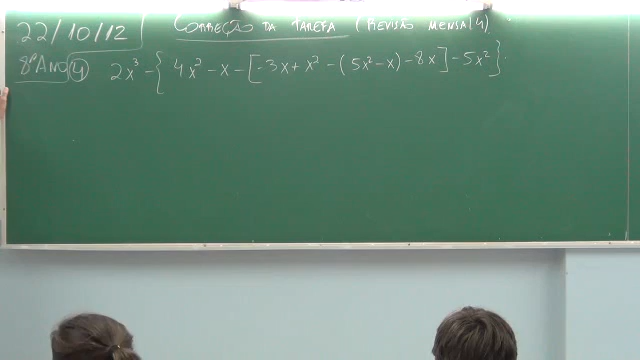 22/10/12 CORREÇÃO DA TAREFA (REVISÃO MENSAL 4)
8º ANO 4 2x³ - { 4x² - x - [-3x + x² - (5x² - x) - 8x] - 5x² }